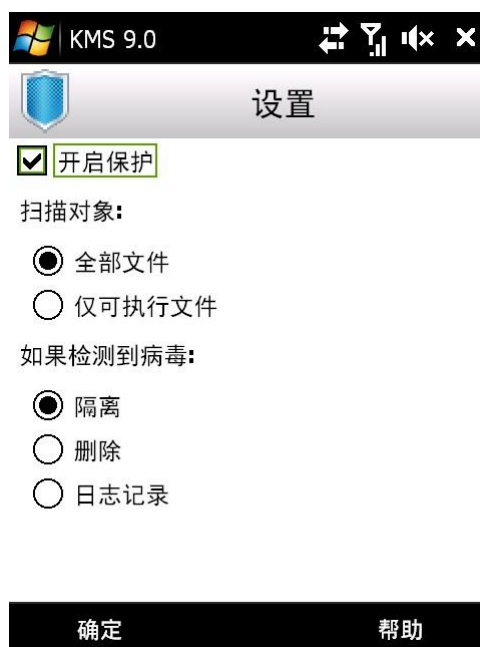 KMS 9.0
设置
开启保护
扫描对象:
全部文件
仅可执行文件
如果检测到病毒:
隔离
删除
日志记录
确定 帮助